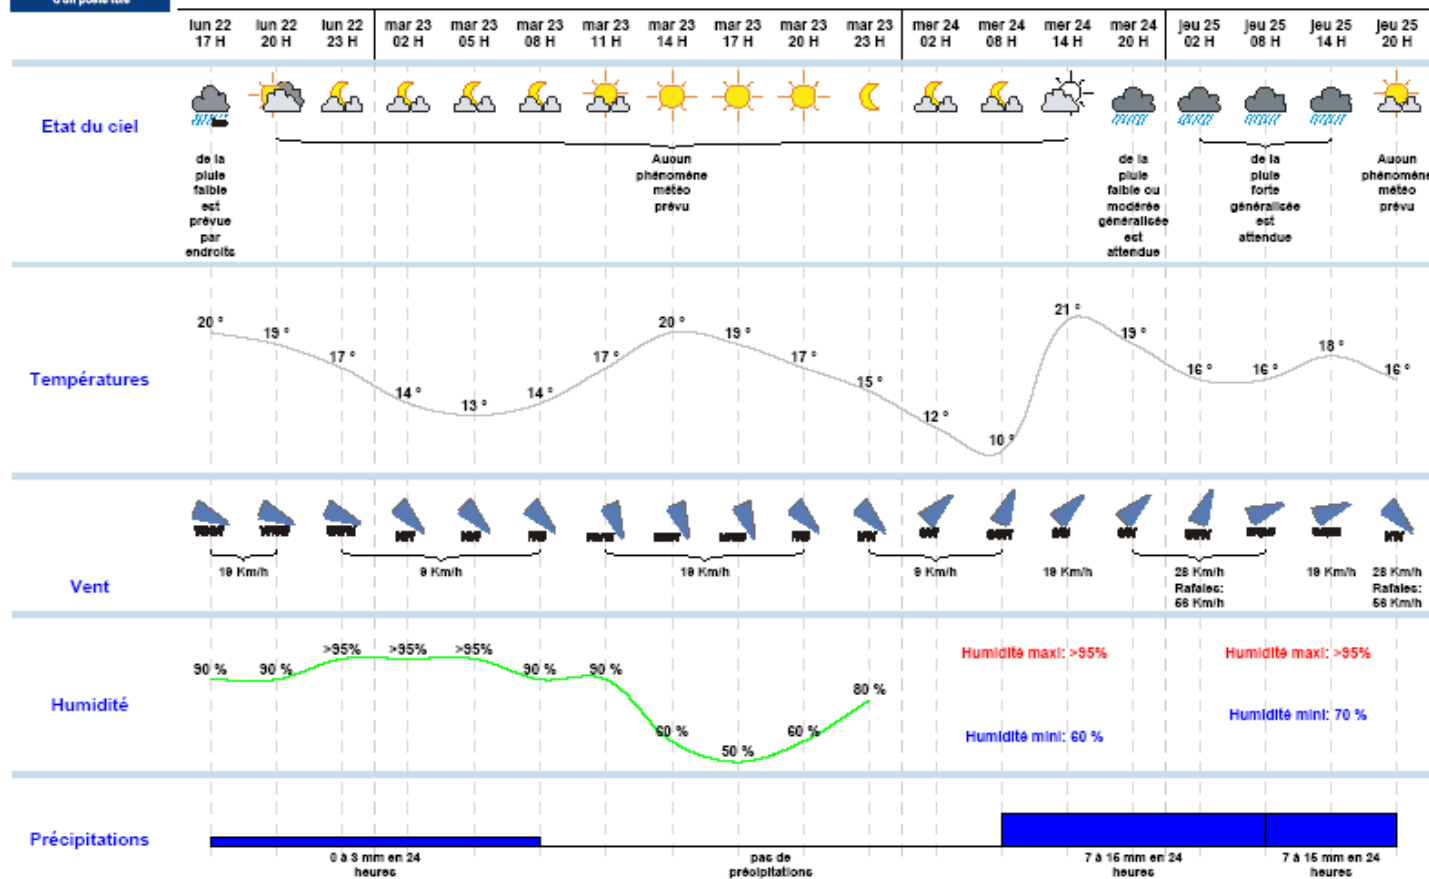 d'un poste fixe
lun 22 lun 22 lun 22 mar 23 mar 23 mar 23 mar 23 mar 23 mar 23 mar 23 mar 23 mer 24 mer 24 mer 24 mer 24 jeu 25 jeu 25 jeu 25 jeu 25
17 H 20 H 23 H 02 H 05 H 08 H 11 H 14 H 17 H 20 H 23 H 02 H 08 H 14 H 20 H 02 H 08 H 14 H 20 H
Etat du ciel
de la
pluie
faible
est
prévue
par
endroits
Aucun
phénomène
météo
prévu
de la
pluie
faible ou
modérée
généralisée
est
attendue
de la
pluie
forte
généralisée
est
attendue
Aucun
phénomène
météo
prévu
Températures
20 ° 19 ° 17 ° 14 ° 13 ° 14 ° 17 ° 20 ° 19 ° 17 ° 15 ° 12 ° 10 ° 21 ° 19 ° 16 ° 16 ° 18 ° 16 °
Vent
19 Km/h 9 Km/h 19 Km/h 9 Km/h 19 Km/h 28 Km/h 19 Km/h 28 Km/h
Rafales: Rafales:
56 Km/h 56 Km/h
Humidité
90 % 90 % >95% >95% >95% 90 % 90 % 60 % 50 % 60 % 80 %
Humidité maxi: >95% Humidité maxi: >95%
Humidité mini: 60 % Humidité mini: 70 %
Précipitations
0 à 3 mm en 24
heures
pas de
précipitations
7 à 15 mm en 24
heures
7 à 15 mm en 24
heures